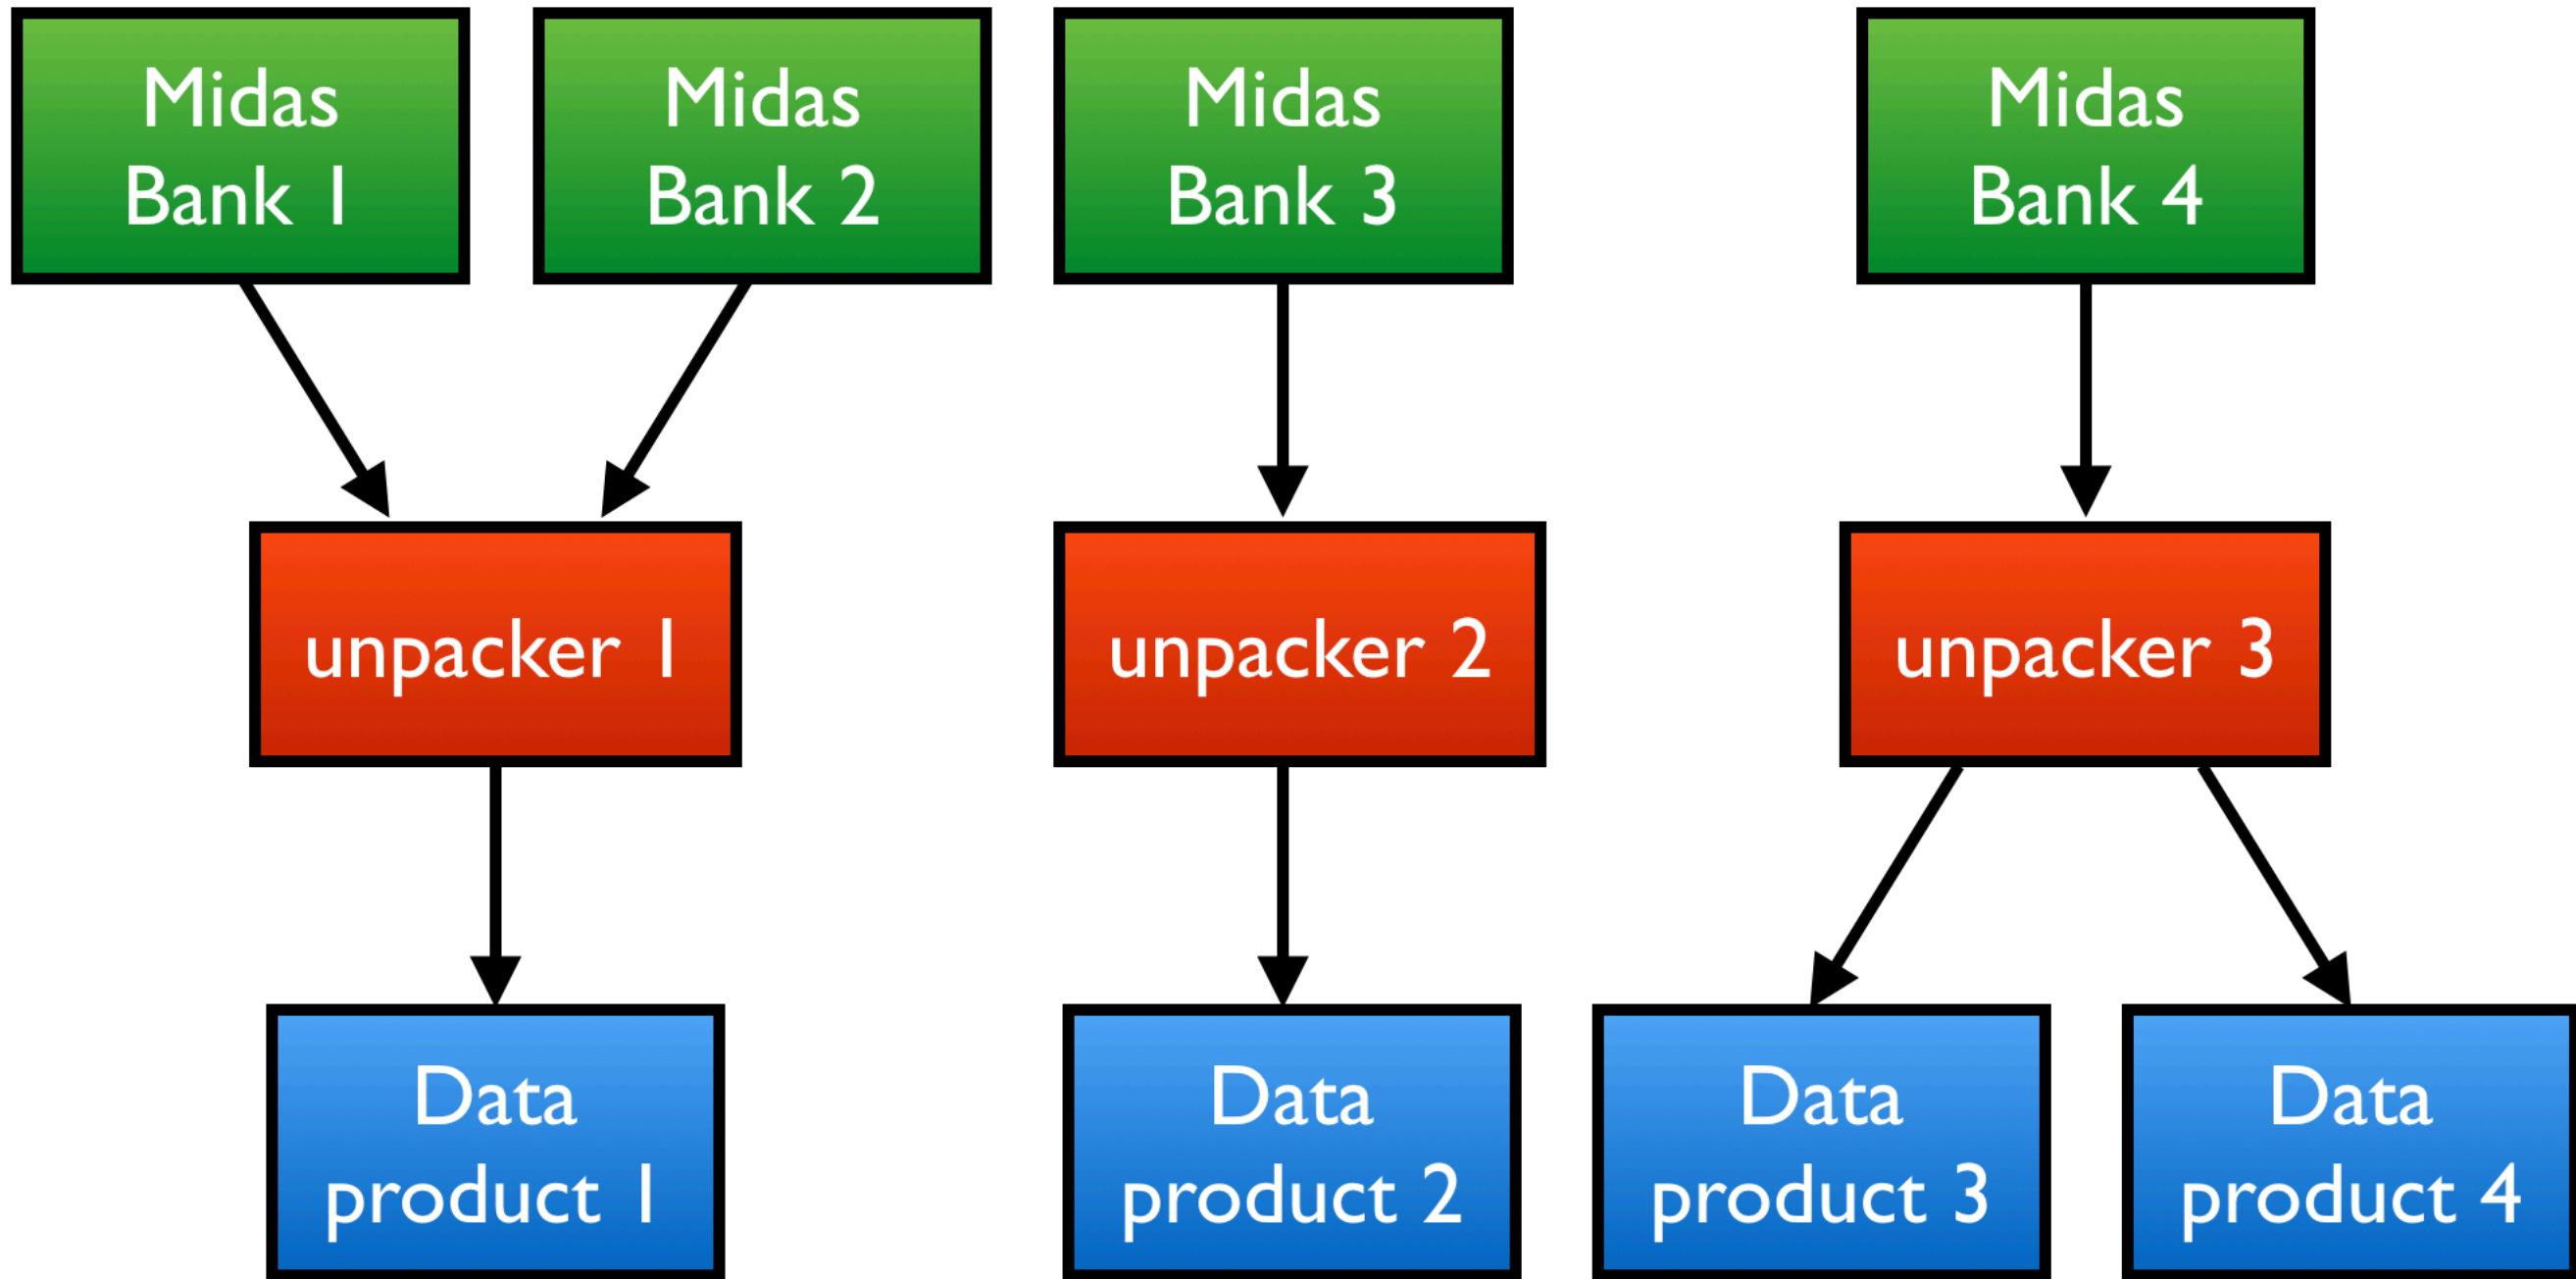 Midas
Bank 1
Midas
Bank 2
Midas
Bank 3
Midas
Bank 4
unpacker 1
unpacker 2
unpacker 3
Data
product 1
Data
product 2
Data
product 3
Data
product 4